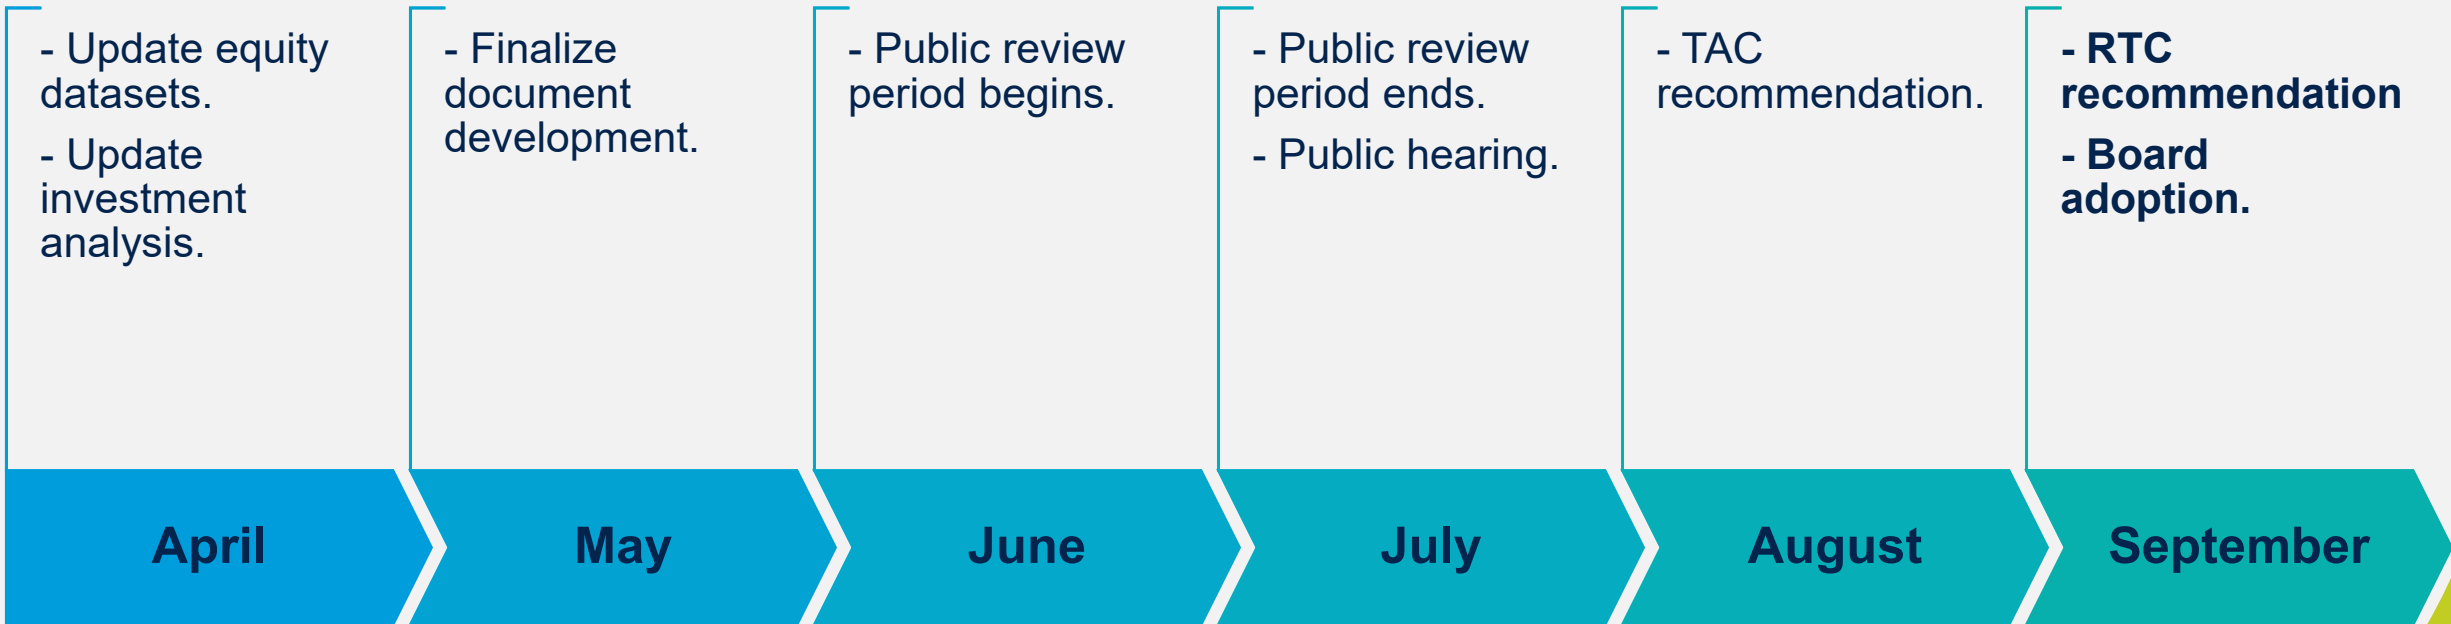 - Update equity
datasets.
- Update
investment
analysis.
- Finalize
document
development.
- Public review
period begins.
- Public review
period ends.
- Public hearing.
- TAC
recommendation.
- RTC
recommendation
- Board
adoption.
April
May
June
July
August
September